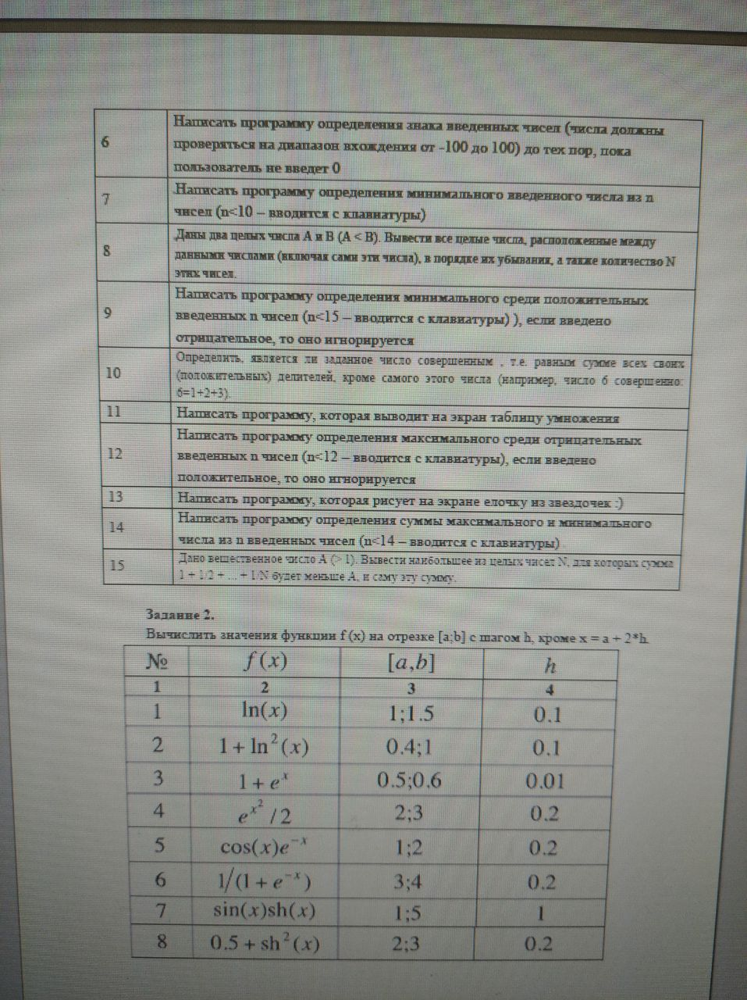 6
Написать программу определения знака введенных чисел (числа должны
проверяться на диапазон вхождения от -100 до 100) до тех пор, пока
пользователь не введет 0
7
Написать программу определения минимального введенного числа из n
чисел (n<10 – вводится с клавиатуры)
8
Даны два целых числа A и B (A < B). Вывести все целые числа, расположенные между
данными числами (включая сами эти числа), в порядке их убывания, а также количество N
этих чисел.
9
Написать программу определения минимального среди положительных
введенных n чисел (n<15 – вводится с клавиатуры) ), если введено
отрицательное, то оно игнорируется
10
Определить, является ли заданное число совершенным , т.е. равным сумме всех своих
(положительных) делителей, кроме самого этого числа (например, число 6 совершенно:
6=1+2+3).
11
Написать программу, которая выводит на экран таблицу умножения
12
Написать программу определения максимального среди отрицательных
введенных n чисел (n<12 – вводится с клавиатуры), если введено
положительное, то оно игнорируется
13
Написать программу, которая рисует на экране елочку из звездочек :)
14
Написать программу определения суммы максимального и минимального
числа из n введенных чисел (n<14 – вводится с клавиатуры)
15
Дано вещественное число A (> 1). Вывести наибольшее из целых чисел N, для которых сумма
1 + 1/2 + ... + 1/N будет меньше A, и саму эту сумму.
Задание 2.
Вычислить значения функции f (x) на отрезке [a;b] с шагом h, кроме x = a + 2*h.
№ f(x) [a,b] h
1 2 3 4
1 ln(x) 1;1.5 0.1
2 1 + ln²(x) 0.4;1 0.1
3 1 + eˣ 0.5;0.6 0.01
4 e^x² /2 2;3 0.2
5 cos(x)e⁻ˣ 1;2 0.2
6 1/(1 + e⁻ˣ) 3;4 0.2
7 sin(x)sh(x) 1;5 1
8 0.5 + sh²(x) 2;3 0.2